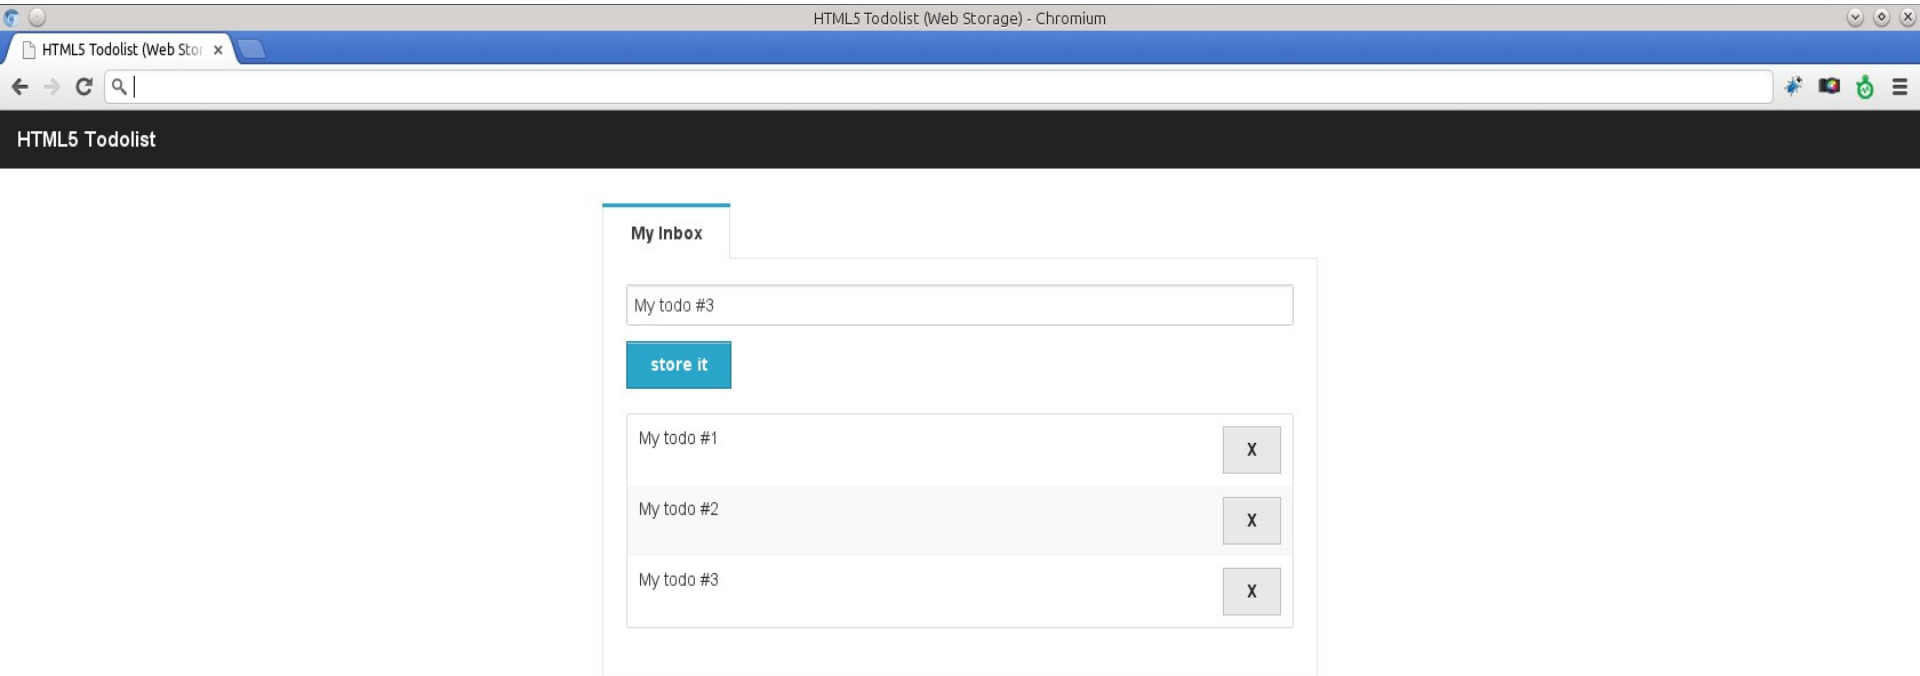 HTML5 Todolist (Web Storage) - Chromium
HTML5 Todolist (Web Stor x
HTML5 Todolist
My Inbox
My todo #3
store it
My todo #1 X
My todo #2 X
My todo #3 X